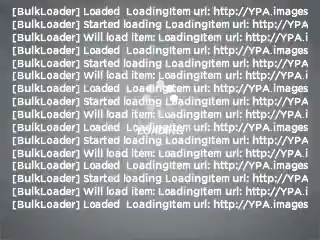 [BulkLoader] Loaded LoadingItem url: http://YPA.images
[BulkLoader] Started loading LoadingItem url: http://YPA
[BulkLoader] Will load item: LoadingItem url: http://YPA.i
[BulkLoader] Loaded LoadingItem url: http://YPA.images
[BulkLoader] Started loading LoadingItem url: http://YPA
[BulkLoader] Will load item: LoadingItem url: http://YPA.i
[BulkLoader] Loaded LoadingItem url: http://YPA.images
[BulkLoader] Started loading LoadingItem url: http://YPA
[BulkLoader] Will load item: LoadingItem url: http://YPA.i
[BulkLoader] Loaded LoadingItem url: http://YPA.images
[BulkLoader] Started loading LoadingItem url: http://YPA
[BulkLoader] Will load item: LoadingItem url: http://YPA.i
[BulkLoader] Loaded LoadingItem url: http://YPA.images
[BulkLoader] Started loading LoadingItem url: http://YPA
[BulkLoader] Will load item: LoadingItem url: http://YPA.i
[BulkLoader] Loaded LoadingItem url: http://YPA.images